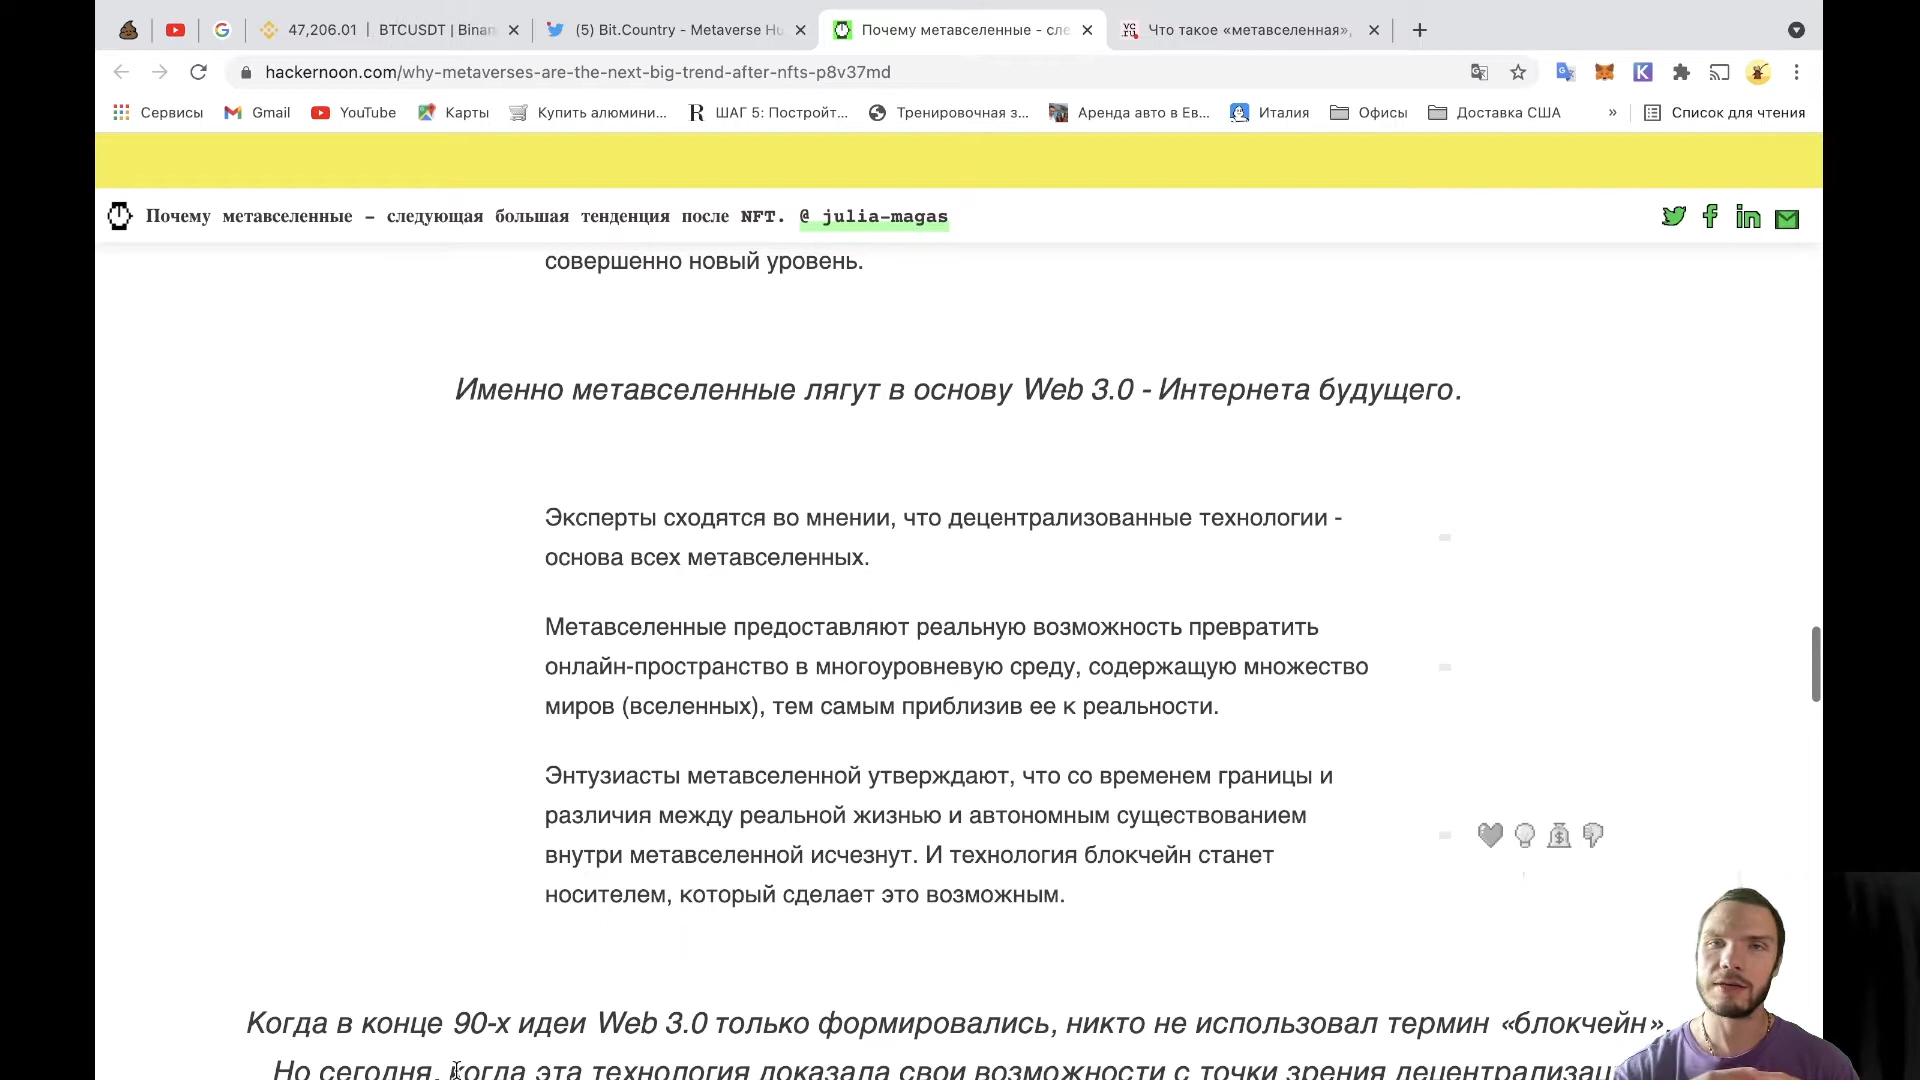 47,206.01 | BTCUSDT | Binan
(5) Bit.Country - Metaverse Hu
Почему метавселенные - сле
Что такое «метавселенная»,
hackernoon.com/why-metaverses-are-the-next-big-trend-after-nfts-p8v37md
Сервисы
Gmail
YouTube
Карты
Купить алюмини...
ШАГ 5: Постройт...
Тренировочная з...
Аренда авто в Ев...
Италия
Офисы
Доставка США
»
Список для чтения
Почему метавселенные - следующая большая тенденция после NFT. @ julia-magas
совершенно новый уровень.
Именно метавселенные лягут в основу Web 3.0 - Интернета будущего.
Эксперты сходятся во мнении, что децентрализованные технологии -
основа всех метавселенных.
Метавселенные предоставляют реальную возможность превратить
онлайн-пространство в многоуровневую среду, содержащую множество
миров (вселенных), тем самым приблизив ее к реальности.
Энтузиасты метавселенной утверждают, что со временем границы и
различия между реальной жизнью и автономным существованием
внутри метавселенной исчезнут. И технология блокчейн станет
носителем, который сделает это возможным.
Когда в конце 90-х идеи Web 3.0 только формировались, никто не использовал термин «блокчейн».
Но сегодня, когда эта технология доказала свои возможности с точки зрения децентрализац